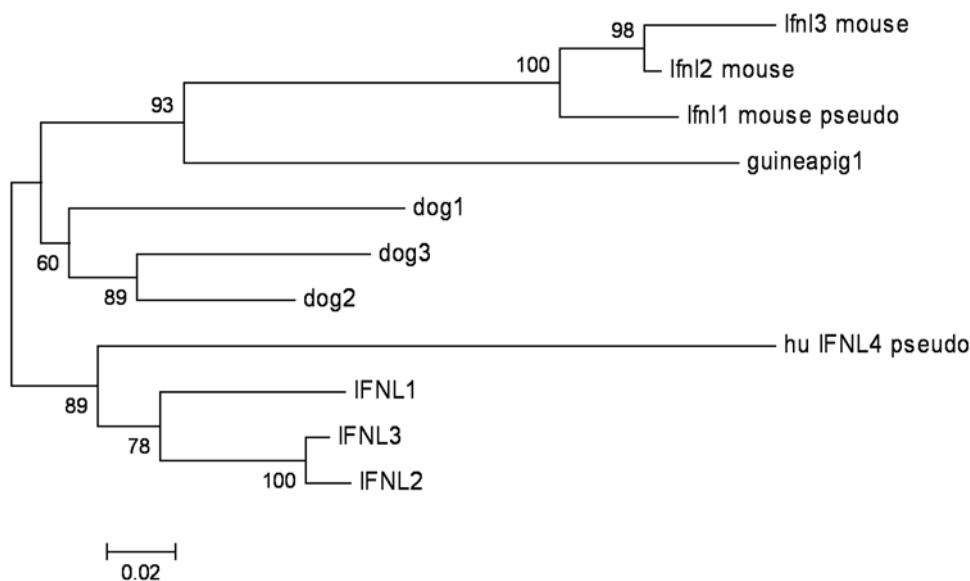 98
Ifnl3 mouse
Ifnl2 mouse
100
Ifnl1 mouse pseudo
93
guineapig1
dog1
60
dog3
89
dog2
hu IFNL4 pseudo
89
IFNL1
78
IFNL3
100
IFNL2
0.02